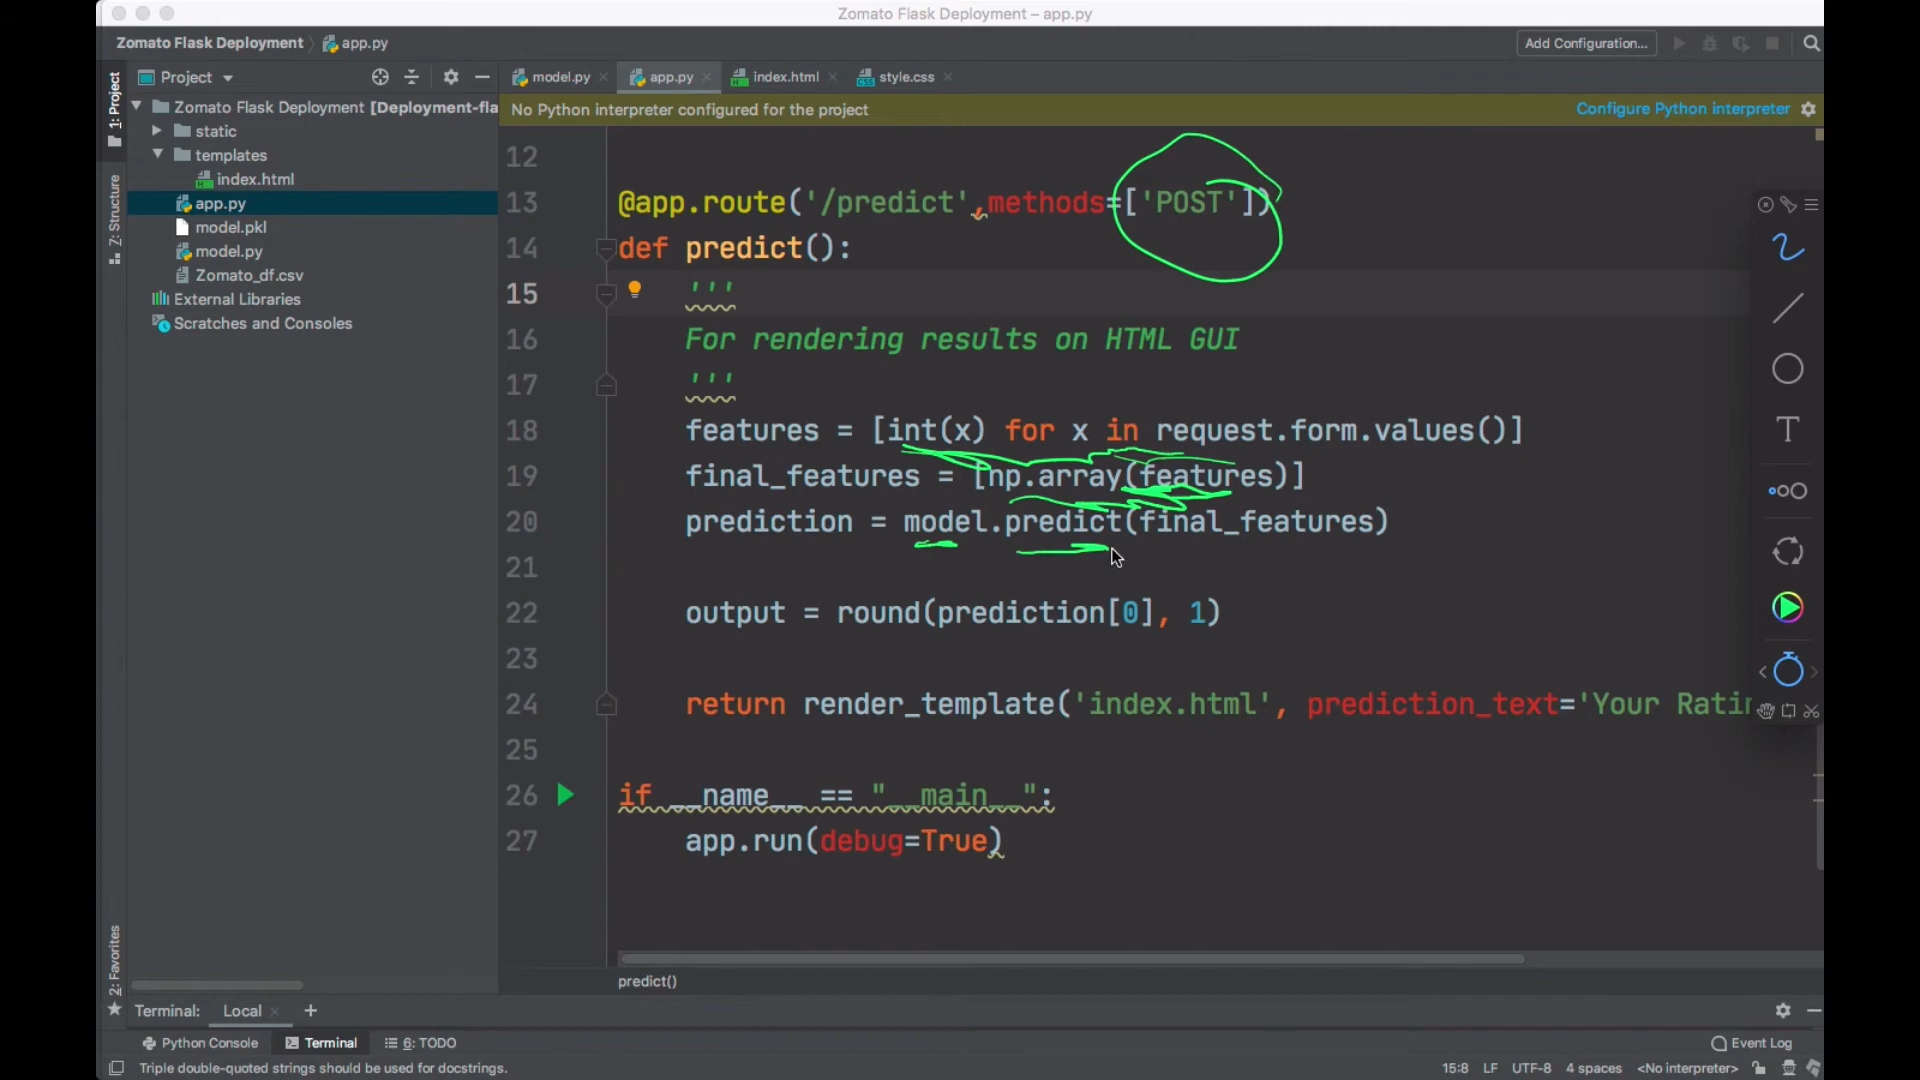 Zomato Flask Deployment – app.py
Zomato Flask Deployment app.py
Add Configuration...
1: Project
Z: Structure
2: Favorites
Project
Zomato Flask Deployment [Deployment-fla
static
templates
index.html
app.py
model.pkl
model.py
Zomato_df.csv
External Libraries
Scratches and Consoles
model.py app.py index.html style.css
No Python interpreter configured for the project Configure Python interpreter
12
13 @app.route('/predict',methods=['POST'])
14 def predict():
15 '''
16 For rendering results on HTML GUI
17 '''
18 features = [int(x) for x in request.form.values()]
19 final_features = [np.array(features)]
20 prediction = model.predict(final_features)
21
22 output = round(prediction[0], 1)
23
24 return render_template('index.html', prediction_text='Your Ratin
25
26 if __name__ == "__main__":
27 app.run(debug=True)
predict()
T
Terminal: Local
Python Console Terminal 6: TODO Event Log
Triple double-quoted strings should be used for docstrings. 15:8 LF UTF-8 4 spaces <No interpreter>